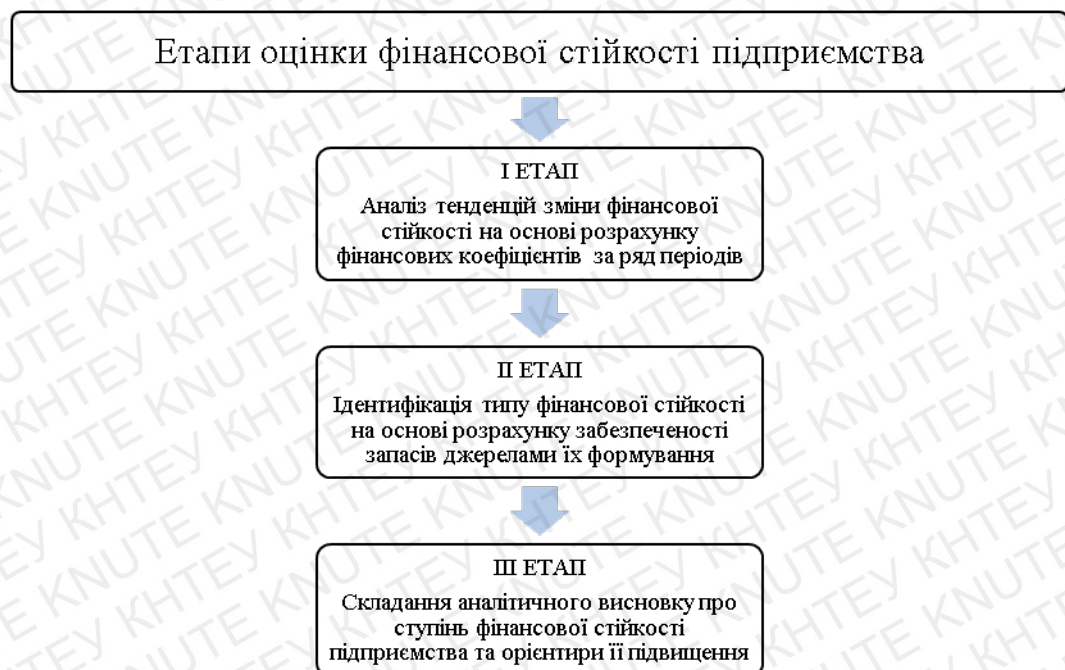 Етапи оцінки фінансової стійкості підприємства
І ЕТАП
Аналіз тенденцій зміни фінансової
стійкості на основі розрахунку
фінансових коефіцієнтів за ряд періодів
ІІ ЕТАП
Ідентифікація типу фінансової стійкості
на основі розрахунку забезпеченості
запасів джерелами їх формування
ІІІ ЕТАП
Складання аналітичного висновку про
ступінь фінансової стійкості
підприємства та орієнтири її підвищення